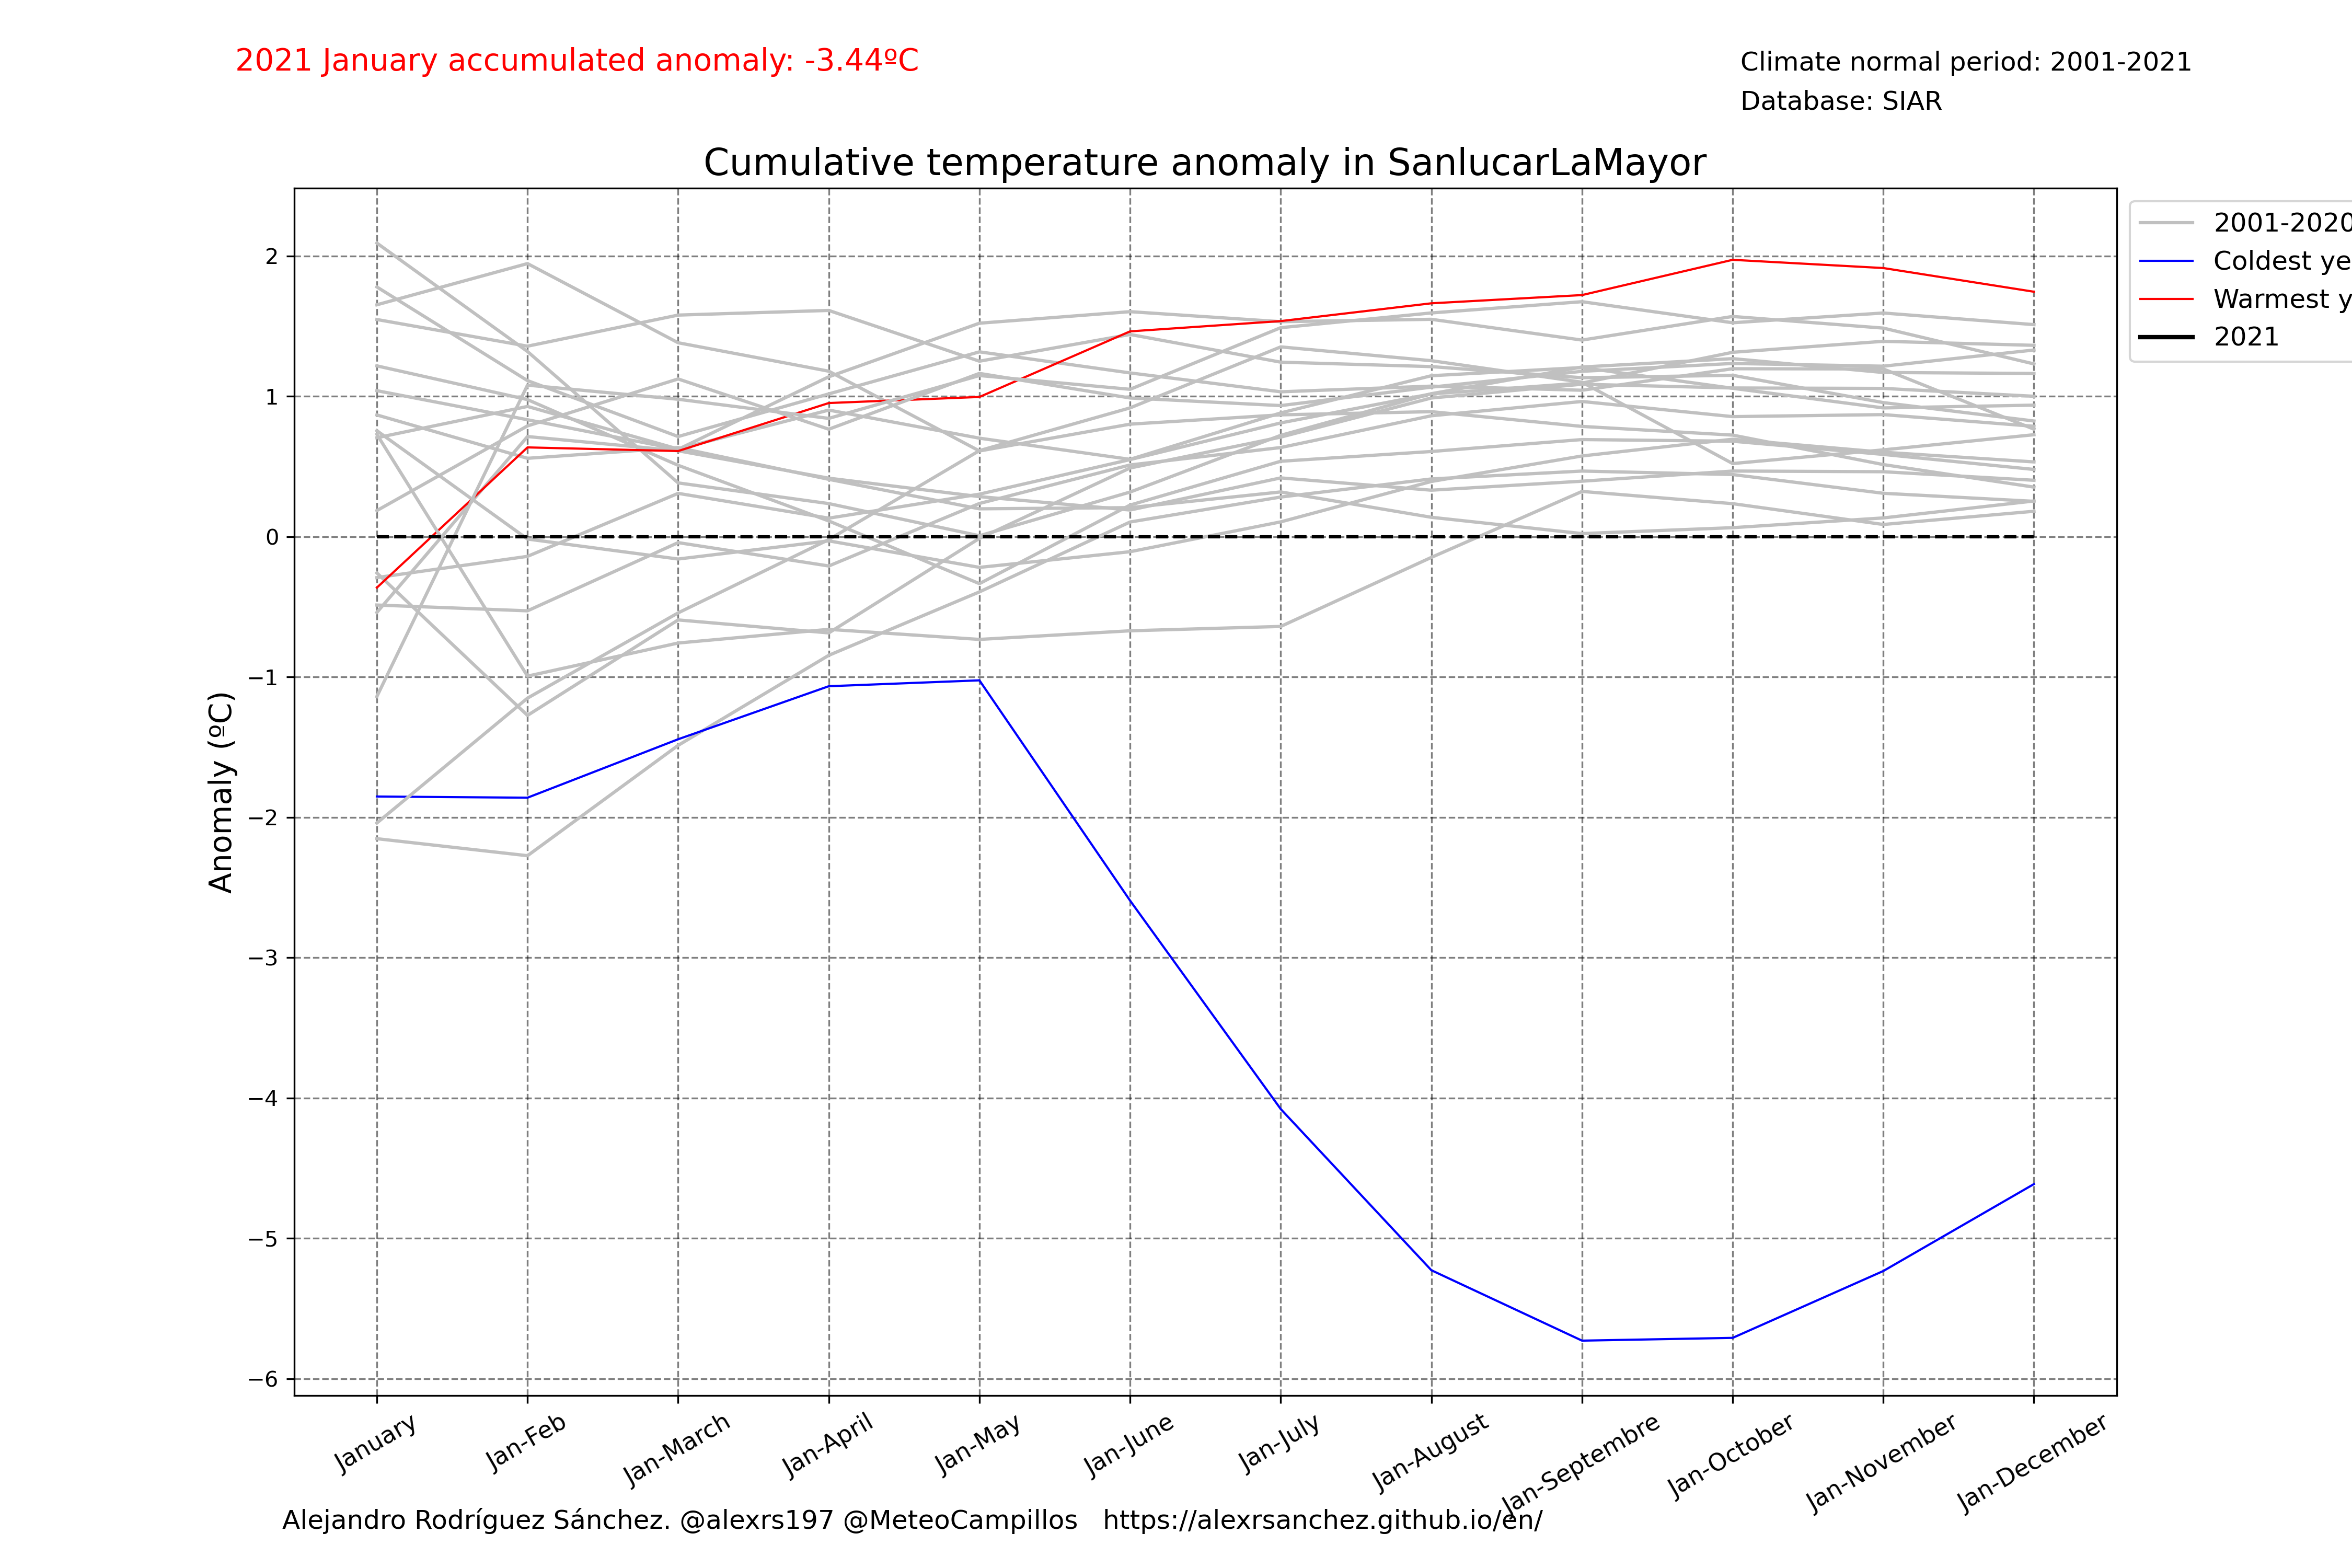 2021 January accumulated anomaly: -3.44ºC
Climate normal period: 2001-2021
Database: SIAR
Cumulative temperature anomaly in SanlucarLaMayor
2001-2020
Coldest
Warmest
2021
Anomaly (ºC)
2
1
0
−1
−2
−3
−4
−5
−6
January
Jan-Feb
Jan-March
Jan-April
Jan-May
Jan-June
Jan-July
Jan-August
Jan-Septembre
Jan-October
Jan-November
Jan-December
Alejandro Rodríguez Sánchez. @alexrs197 @MeteoCampillos https://alexrsanchez.github.io/en/